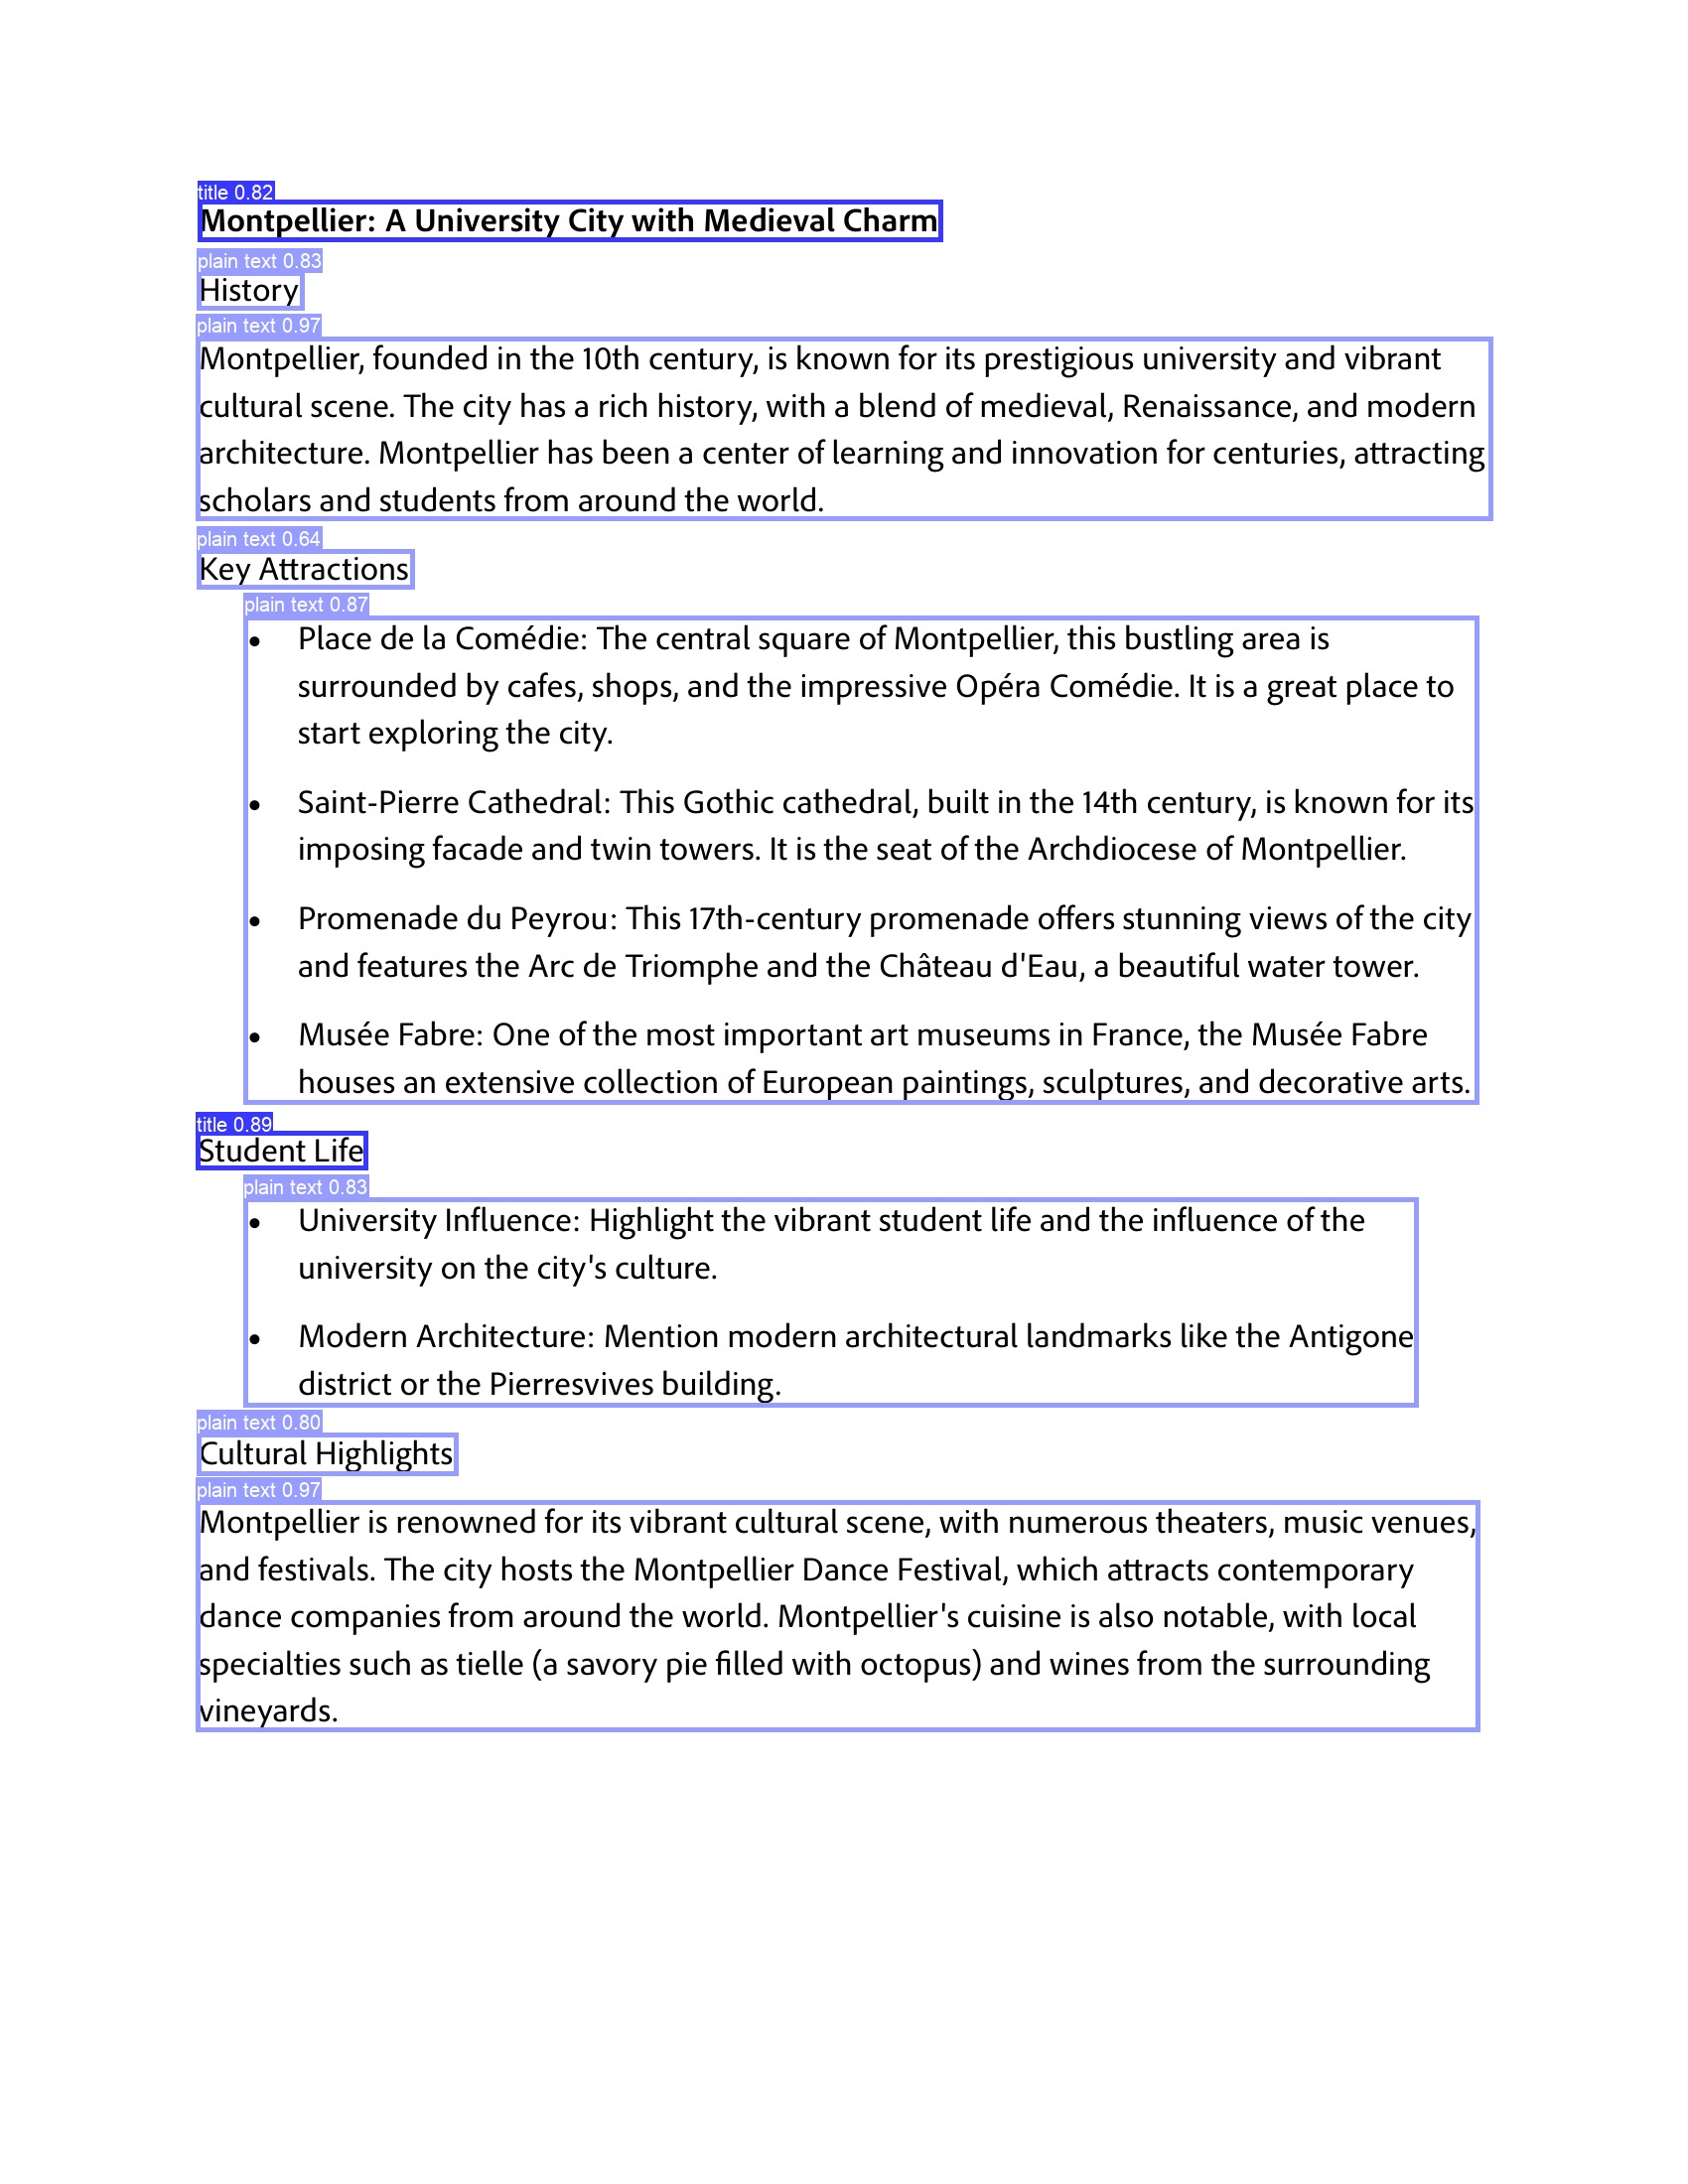 title 0.82
Montpellier: A University City with Medieval Charm
plain text 0.83
History
plain text 0.97
Montpellier, founded in the 10th century, is known for its prestigious university and vibrant
cultural scene. The city has a rich history, with a blend of medieval, Renaissance, and modern
architecture. Montpellier has been a center of learning and innovation for centuries, attracting
scholars and students from around the world.
plain text 0.64
Key Attractions
plain text 0.87
• Place de la Comédie: The central square of Montpellier, this bustling area is
surrounded by cafes, shops, and the impressive Opéra Comédie. It is a great place to
start exploring the city.
• Saint-Pierre Cathedral: This Gothic cathedral, built in the 14th century, is known for its
imposing facade and twin towers. It is the seat of the Archdiocese of Montpellier.
• Promenade du Peyrou: This 17th-century promenade offers stunning views of the city
and features the Arc de Triomphe and the Château d'Eau, a beautiful water tower.
• Musée Fabre: One of the most important art museums in France, the Musée Fabre
houses an extensive collection of European paintings, sculptures, and decorative arts.
title 0.89
Student Life
plain text 0.83
• University Influence: Highlight the vibrant student life and the influence of the
university on the city's culture.
• Modern Architecture: Mention modern architectural landmarks like the Antigone
district or the Pierresvives building.
plain text 0.80
Cultural Highlights
plain text 0.97
Montpellier is renowned for its vibrant cultural scene, with numerous theaters, music venues,
and festivals. The city hosts the Montpellier Dance Festival, which attracts contemporary
dance companies from around the world. Montpellier's cuisine is also notable, with local
specialties such as tielle (a savory pie filled with octopus) and wines from the surrounding
vineyards.